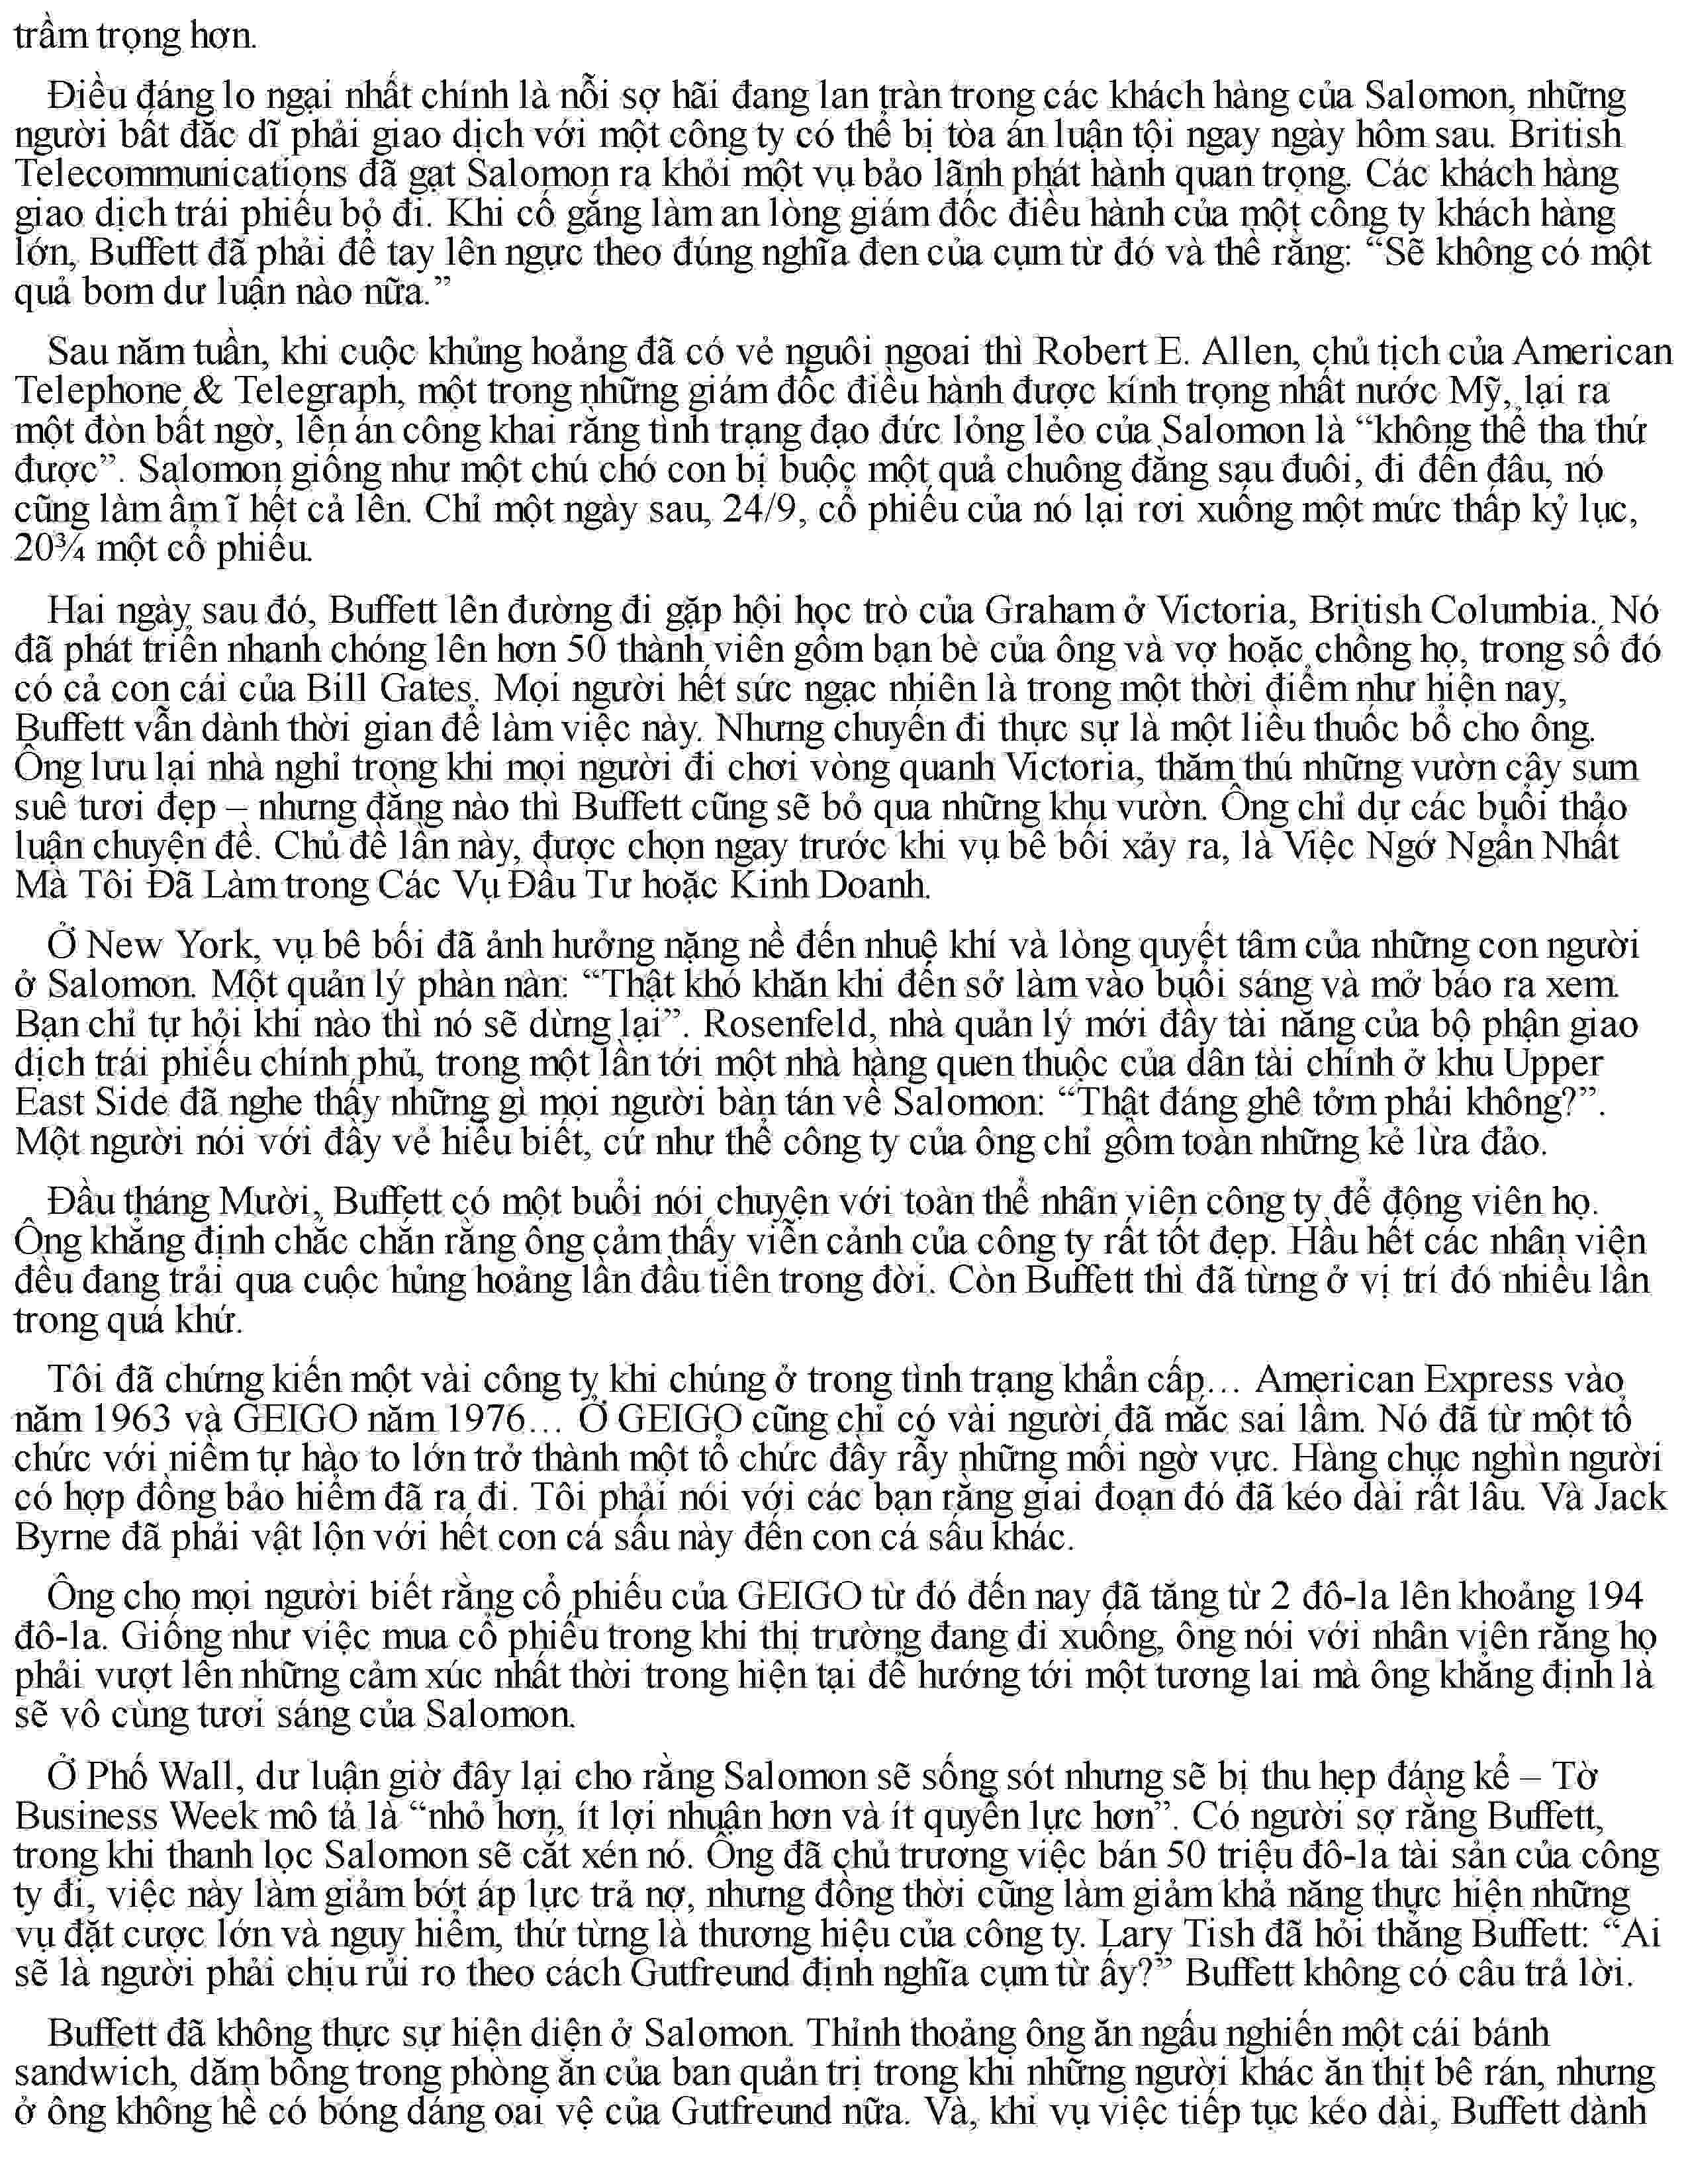 trầm trọng hơn.
Điều đáng lo ngại nhất chính là nỗi sợ hãi đang lan tràn trong các khách hàng của Salomon, những
người bất đắc dĩ phải giao dịch với một công ty có thể bị tòa án luận tội ngay ngày hôm sau. British
Telecommunications đã gạt Salomon ra khỏi một vụ bảo lãnh phát hành quan trọng. Các khách hàng
giao dịch trái phiếu bỏ đi. Khi cố gắng làm an lòng giám đốc điều hành của một công ty khách hàng
lớn, Buffett đã phải để tay lên ngực theo đúng nghĩa đen của cụm từ đó và thề rằng: “Sẽ không có một
quả bom dư luận nào nữa.”
Sau năm tuần, khi cuộc khủng hoảng đã có vẻ nguôi ngoai thì Robert E. Allen, chủ tịch của American
Telephone & Telegraph, một trong những giám đốc điều hành được kính trọng nhất nước Mỹ, lại ra
một đòn bất ngờ, lên án công khai rằng tình trạng đạo đức lỏng lẻo của Salomon là “không thể tha thứ
được”. Salomon giống như một chú chó con bị buộc một quả chuông đằng sau đuôi, đi đến đâu, nó
cũng làm ầm ĩ hết cả lên. Chỉ một ngày sau, 24/9, cổ phiếu của nó lại rơi xuống một mức thấp kỷ lục,
20¾ một cổ phiếu.
Hai ngày sau đó, Buffett lên đường đi gặp hội học trò của Graham ở Victoria, British Columbia. Nó
đã phát triển nhanh chóng lên hơn 50 thành viên gồm bạn bè của ông và vợ hoặc chồng họ, trong số đó
có cả con cái của Bill Gates. Mọi người hết sức ngạc nhiên là trong một thời điểm như hiện nay,
Buffett vẫn dành thời gian để làm việc này. Nhưng chuyến đi thực sự là một liều thuốc bổ cho ông.
Ông lưu lại nhà nghỉ trong khi mọi người đi chơi vòng quanh Victoria, thăm thú những vườn cây sum
suê tươi đẹp – nhưng đằng nào thì Buffett cũng sẽ bỏ qua những khu vườn. Ông chỉ dự các buổi thảo
luận chuyện đề. Chủ đề lần này, được chọn ngay trước khi vụ bê bối xảy ra, là Việc Ngớ Ngẩn Nhất
Mà Tôi Đã Làm trong Các Vụ Đầu Tư hoặc Kinh Doanh.
Ở New York, vụ bê bối đã ảnh hưởng nặng nề đến nhuệ khí và lòng quyết tâm của những con người
ở Salomon. Một quản lý phàn nàn: “Thật khó khăn khi đến sở làm vào buổi sáng và mở báo ra xem.
Bạn chỉ tự hỏi khi nào thì nó sẽ dừng lại”. Rosenfeld, nhà quản lý mới đầy tài năng của bộ phận giao
dịch trái phiếu chính phủ, trong một lần tới một nhà hàng quen thuộc của dân tài chính ở khu Upper
East Side đã nghe thấy những gì mọi người bàn tán về Salomon: “Thật đáng ghê tởm phải không?”.
Một người nói với đầy vẻ hiểu biết, cứ như thể công ty của ông chỉ gồm toàn những kẻ lừa đảo.
Đầu tháng Mười, Buffett có một buổi nói chuyện với toàn thể nhân viên công ty để động viên họ.
Ông khẳng định chắc chắn rằng ông cảm thấy viễn cảnh của công ty rất tốt đẹp. Hầu hết các nhân viên
đều đang trải qua cuộc hủng hoảng lần đầu tiên trong đời. Còn Buffett thì đã từng ở vị trí đó nhiều lần
trong quá khứ.
Tôi đã chứng kiến một vài công ty khi chúng ở trong tình trạng khẩn cấp… American Express vào
năm 1963 và GEIGO năm 1976… Ở GEIGO cũng chỉ có vài người đã mắc sai lầm. Nó đã từ một tổ
chức với niềm tự hào to lớn trở thành một tổ chức đầy rẫy những mối ngờ vực. Hàng chục nghìn người
có hợp đồng bảo hiểm đã ra đi. Tôi phải nói với các bạn rằng giai đoạn đó đã kéo dài rất lâu. Và Jack
Byrne đã phải vật lộn với hết con cá sấu này đến con cá sấu khác.
Ông cho mọi người biết rằng cổ phiếu của GEIGO từ đó đến nay đã tăng từ 2 đô-la lên khoảng 194
đô-la. Giống như việc mua cổ phiếu trong khi thị trường đang đi xuống, ông nói với nhân viên rằng họ
phải vượt lên những cảm xúc nhất thời trong hiện tại để hướng tới một tương lai mà ông khẳng định là
sẽ vô cùng tươi sáng của Salomon.
Ở Phố Wall, dư luận giờ đây lại cho rằng Salomon sẽ sống sót nhưng sẽ bị thu hẹp đáng kể – Tờ
Business Week mô tả là “nhỏ hơn, ít lợi nhuận hơn và ít quyền lực hơn”. Có người sợ rằng Buffett,
trong khi thanh lọc Salomon sẽ cắt xén nó. Ông đã chủ trương việc bán 50 triệu đô-la tài sản của công
ty đi, việc này làm giảm bớt áp lực trả nợ, nhưng đồng thời cũng làm giảm khả năng thực hiện những
vụ đặt cược lớn và nguy hiểm, thứ từng là thương hiệu của công ty. Lary Tish đã hỏi thẳng Buffett: “Ai
sẽ là người phải chịu rủi ro theo cách Gutfreund định nghĩa cụm từ ấy?” Buffett không có câu trả lời.
Buffett đã không thực sự hiện diện ở Salomon. Thỉnh thoảng ông ăn ngấu nghiến một cái bánh
sandwich, dăm bông trong phòng ăn của ban quản trị trong khi những người khác ăn thịt bê rán, nhưng
ở ông không hề có bóng dáng oai vệ của Gutfreund nữa. Và, khi vụ việc tiếp tục kéo dài, Buffett dành